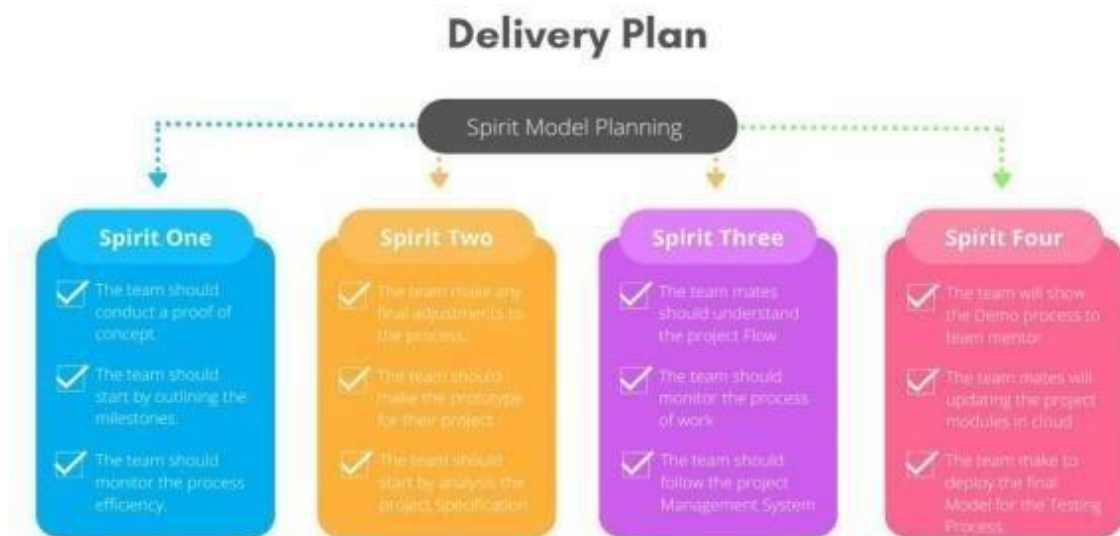 Delivery Plan
Spirit Model Planning
Spirit One
The team should
conduct a proof of
concept.
The team should
start by outlining the
milestones.
The team should
monitor the process
efficiency.
Spirit Two
The team make any
final adjustments to
the process.
The team should
make the prototype
for their project
The team should
start by analysis the
project Specification
Spirit Three
The team mates
should understand
the project Flow
The team should
monitor the process
of work
The team should
follow the project
Management System
Spirit Four
The team will show
the Demo process to
team mentor
The team mates will
updating the project
modules in cloud
The team make to
deploy the final
Model for the Testing
Process